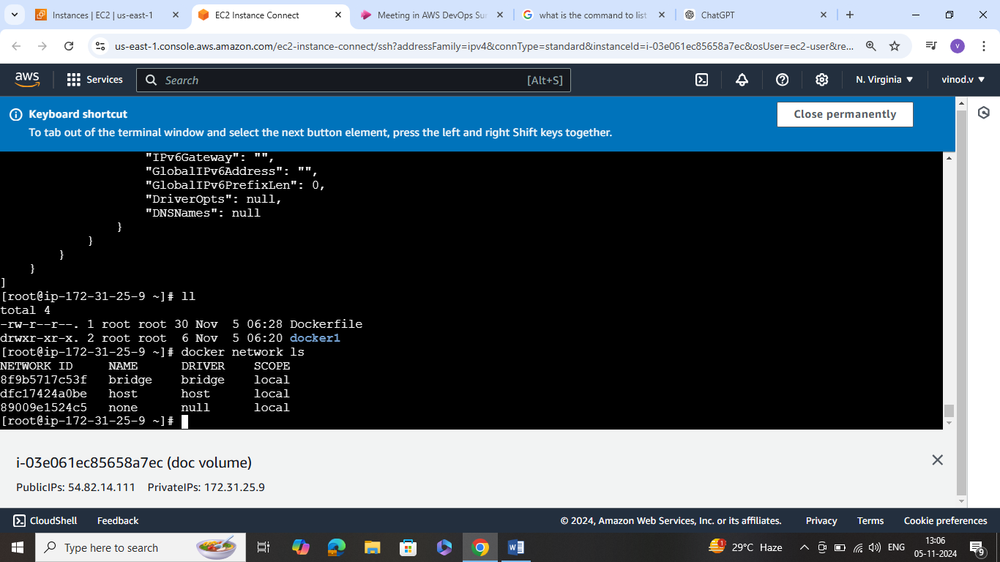 Instances | EC2 | us-east-1
EC2 Instance Connect
Meeting in AWS DevOps Sur
what is the command to list
ChatGPT
us-east-1.console.aws.amazon.com/ec2-instance-connect/ssh?addressFamily=ipv4&connType=standard&instanceId=i-03e061ec85658a7ec&osUser=ec2-user&re...
V
aws
Services
Search
[Alt+S]
N. Virginia
vinod.v
Keyboard shortcut
To tab out of the terminal window and select the next button element, press the left and right Shift keys together.
Close permanently
"IPv6Gateway": "",
"GlobalIPv6Address": "",
"GlobalIPv6PrefixLen": 0,
"DriverOpts": null,
"DNSNames": null
}
}
}
}
]
[root@ip-172-31-25-9 ~]# ll
total 4
-rw-r--r--. 1 root root 30 Nov  5 06:28 Dockerfile
drwxr-xr-x. 2 root root  6 Nov  5 06:20 docker1
[root@ip-172-31-25-9 ~]# docker network ls
NETWORK ID     NAME      DRIVER    SCOPE
8f9b5717c53f   bridge    bridge    local
dfc17424a0be   host      host      local
89009e1524c5   none      null      local
[root@ip-172-31-25-9 ~]#
i-03e061ec85658a7ec (doc volume)
PublicIPs: 54.82.14.111 PrivateIPs: 172.31.25.9
CloudShell
Feedback
© 2024, Amazon Web Services, Inc. or its affiliates.
Privacy
Terms
Cookie preferences
Type here to search
1
29°C Haze
ENG
13:06
05-11-2024
9